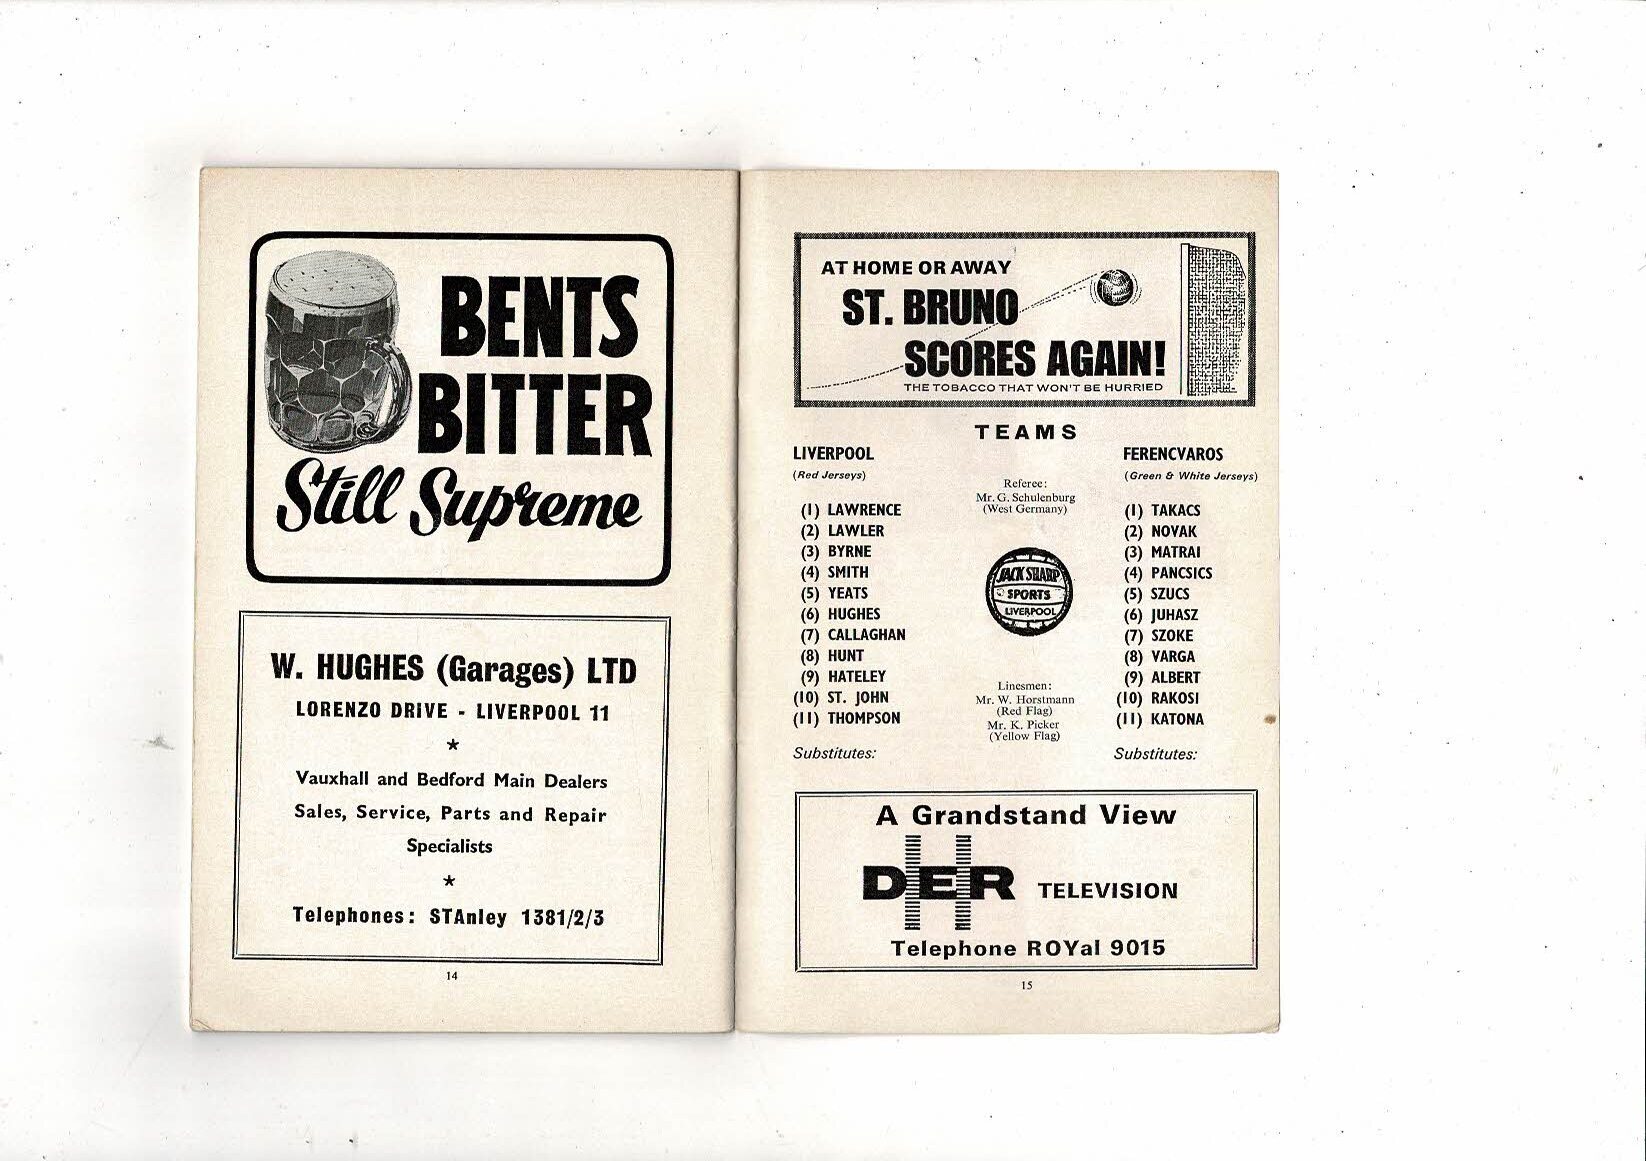 BENTS
BITTER
Still Supreme
W. HUGHES (Garages) LTD
LORENZO DRIVE - LIVERPOOL 11
★
Vauxhall and Bedford Main Dealers
Sales, Service, Parts and Repair
Specialists
★
Telephones: STAnley 1381/2/3
14
AT HOME OR AWAY
ST. BRUNO
SCORES AGAIN!
THE TOBACCO THAT WON'T BE HURRIED
TEAMS
LIVERPOOL
(Red Jerseys)
(1) LAWRENCE
(2) LAWLER
(3) BYRNE
(4) SMITH
(5) YEATS
(6) HUGHES
(7) CALLAGHAN
(8) HUNT
(9) HATELEY
(10) ST. JOHN
(11) THOMPSON
Substitutes:
Referee:
Mr. G. Schulenburg
(West Germany)
JACK SHARP
SPORTS
LIVERPOOL
Linesmen:
Mr. W. Horstmann
(Red Flag)
Mr. K. Picker
(Yellow Flag)
FERENCVAROS
(Green & White Jerseys)
(1) TAKACS
(2) NOVAK
(3) MATRAI
(4) PANCSICS
(5) SZUCS
(6) JUHASZ
(7) SZOKE
(8) VARGA
(9) ALBERT
(10) RAKOSI
(11) KATONA
Substitutes:
A Grandstand View
DER TELEVISION
Telephone ROYal 9015
15